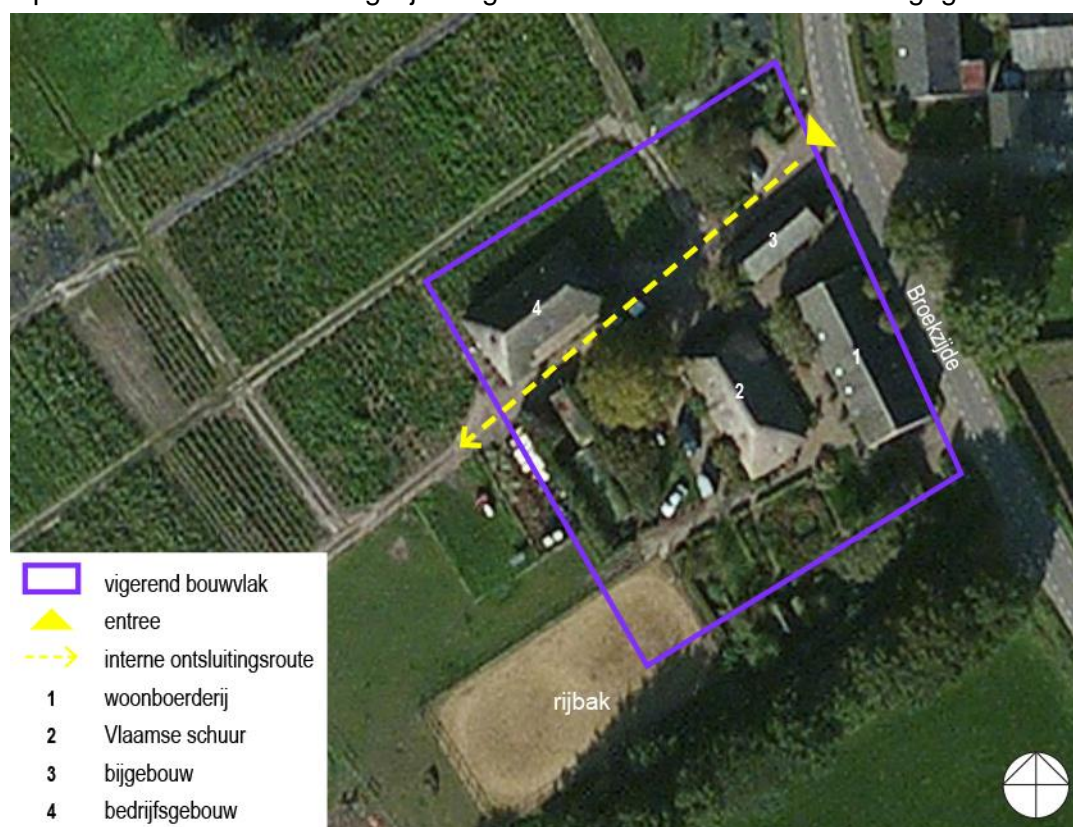 3
4
2
1
Broekzijde
rijbak
vigerend bouwvlak
entree
interne ontsluitingsroute
1 woonboerderij
2 Vlaamse schuur
3 bijgebouw
4 bedrijfsgebouw